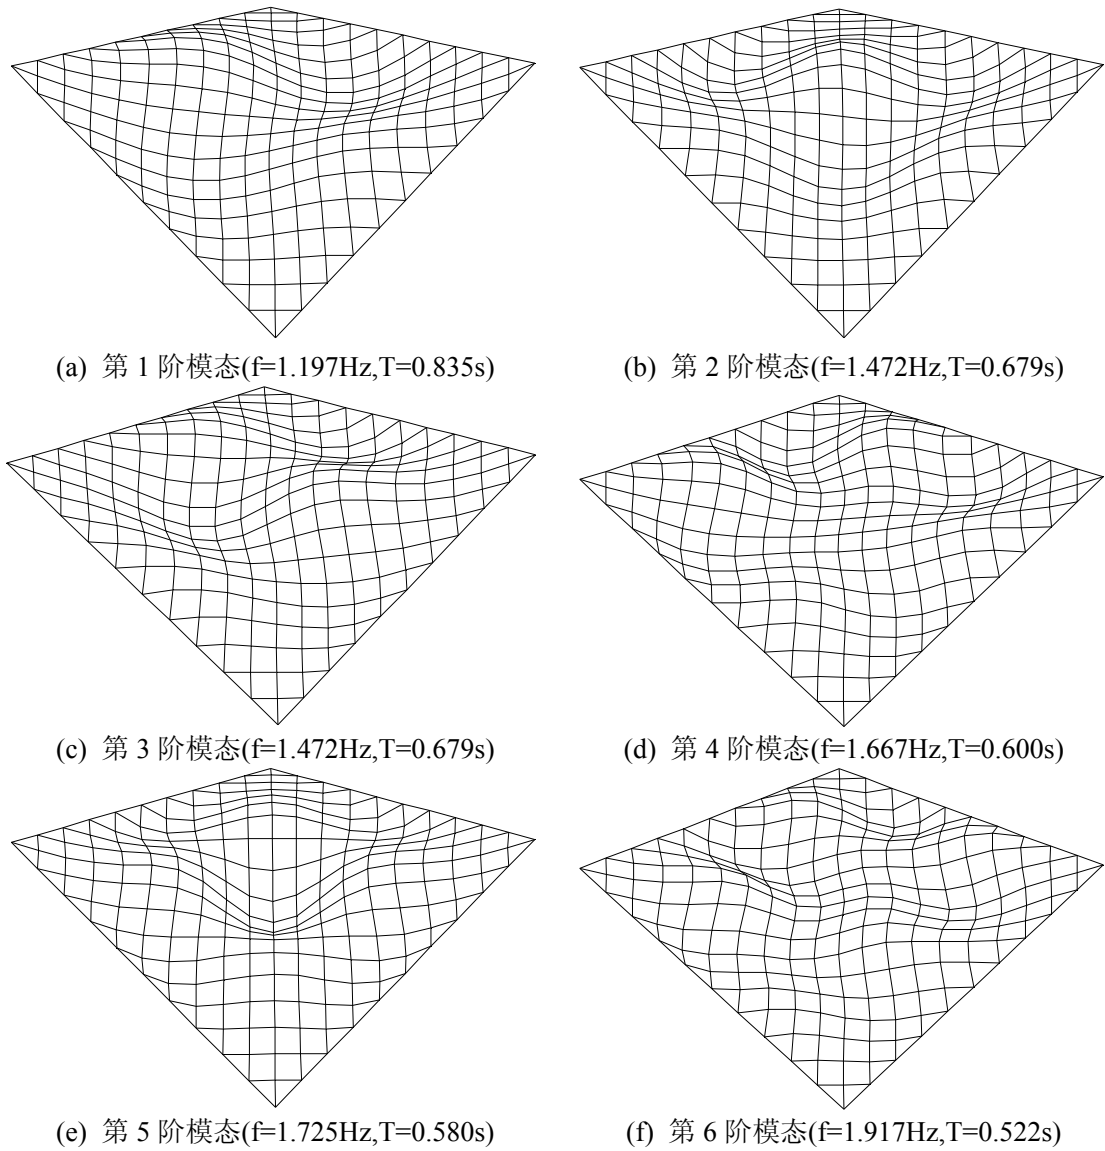 (a) 第 1 阶模态(f=1.197Hz,T=0.835s)
(b) 第 2 阶模态(f=1.472Hz,T=0.679s)
(c) 第 3 阶模态(f=1.472Hz,T=0.679s)
(d) 第 4 阶模态(f=1.667Hz,T=0.600s)
(e) 第 5 阶模态(f=1.725Hz,T=0.580s)
(f) 第 6 阶模态(f=1.917Hz,T=0.522s)